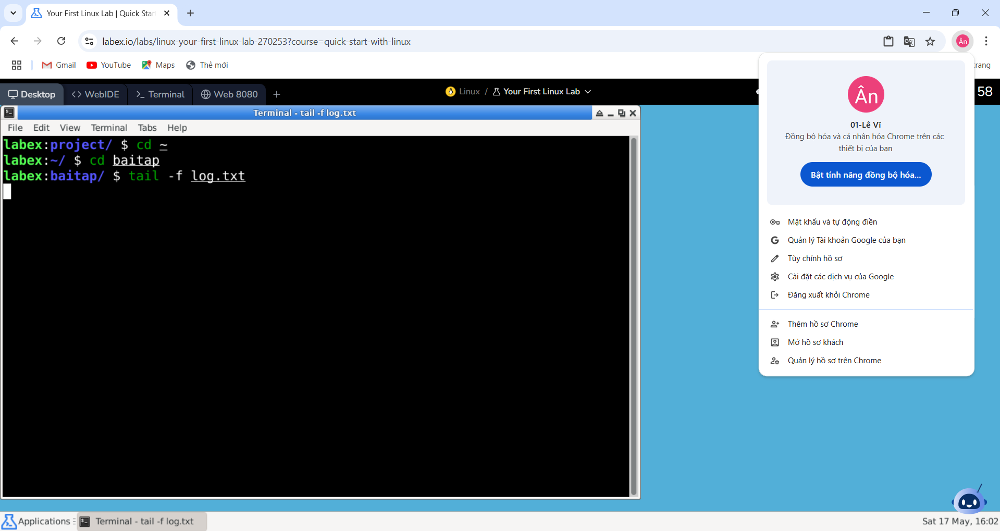 Your First Linux Lab | Quick Star
labex.io/labs/linux-your-first-linux-lab-270253?course=quick-start-with-linux
Ân
Gmail
YouTube
Maps
Thẻ mới
trang
Desktop
WebIDE
Terminal
Web 8080
Linux / Your First Linux Lab
58
Terminal - tail -f log.txt
File Edit View Terminal Tabs Help
labex:project/ $ cd ~
labex:~/ $ cd baitap
labex:baitap/ $ tail -f log.txt
Ân
01-Lê Vĩ
Đồng bộ hóa và cá nhân hóa Chrome trên các
thiết bị của bạn
Bật tính năng đồng bộ hóa...
Mật khẩu và tự động điền
Quản lý Tài khoản Google của bạn
Tùy chỉnh hồ sơ
Cài đặt các dịch vụ của Google
Đăng xuất khỏi Chrome
Thêm hồ sơ Chrome
Mở hồ sơ khách
Quản lý hồ sơ trên Chrome
Applications
Terminal - tail -f log.txt
Sat 17 May, 16:02